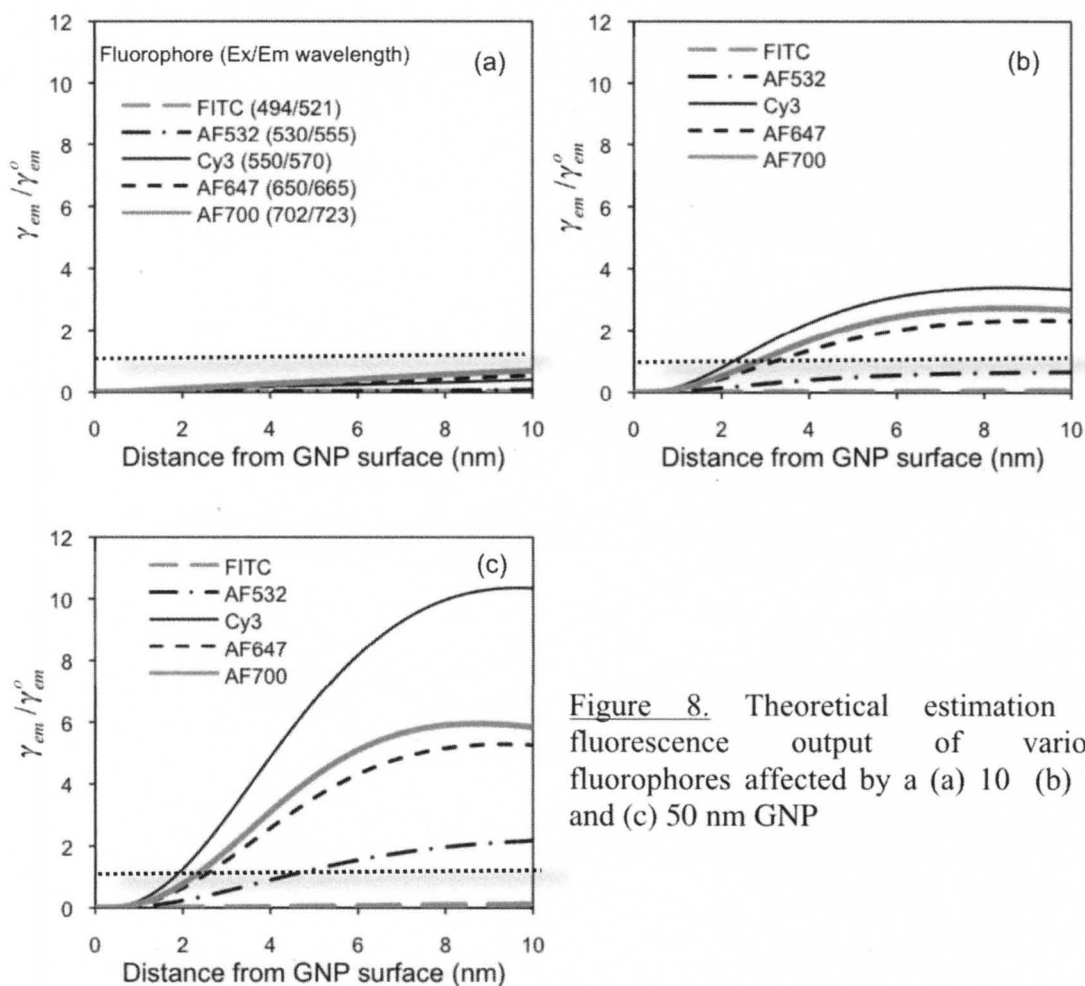 12
10
8
6
4
2
0
γem /γ°em
Fluorophore (Ex/Em wavelength)
(a)
FITC (494/521)
AF532 (530/555)
Cy3 (550/570)
AF647 (650/665)
AF700 (702/723)
0 2 4 6 8 10
Distance from GNP surface (nm)
12
10
8
6
4
2
0
γem /γ°em
(b)
FITC
AF532
Cy3
AF647
AF700
0 2 4 6 8 10
Distance from GNP surface (nm)
12
10
8
6
4
2
0
γem /γ°em
(c)
FITC
AF532
Cy3
AF647
AF700
0 2 4 6 8 10
Distance from GNP surface (nm)
Figure 8. Theoretical estimation
fluorescence output of vario
fluorophores affected by a (a) 10 (b)
and (c) 50 nm GNP